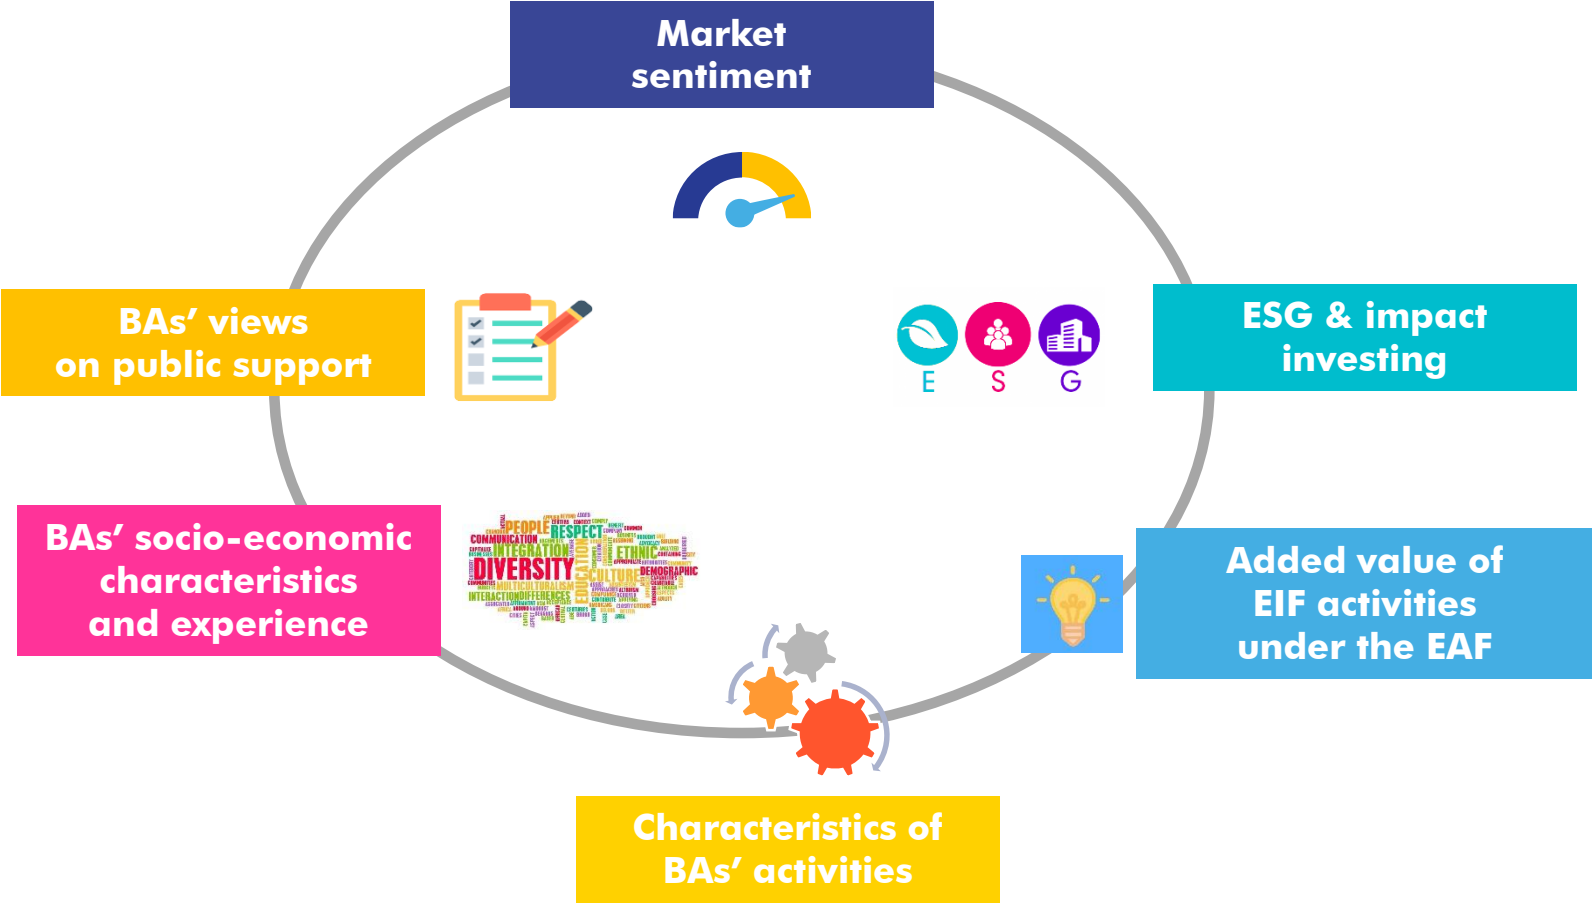 Market
sentiment
BAs’ views
on public support
E S G
ESG & impact
investing
BAs’ socio-economic
characteristics
and experience
PEOPLE
RESPECT
COMMUNICATION
INTEGRATION
ETHNIC
DIVERSITY
EDUCATION
CULTURE
DEMOGRAPHIC
MULTICULTURALISM
INTERACTION
DIFFERENCES
Added value of
EIF activities
under the EAF
Characteristics of
BAs’ activities